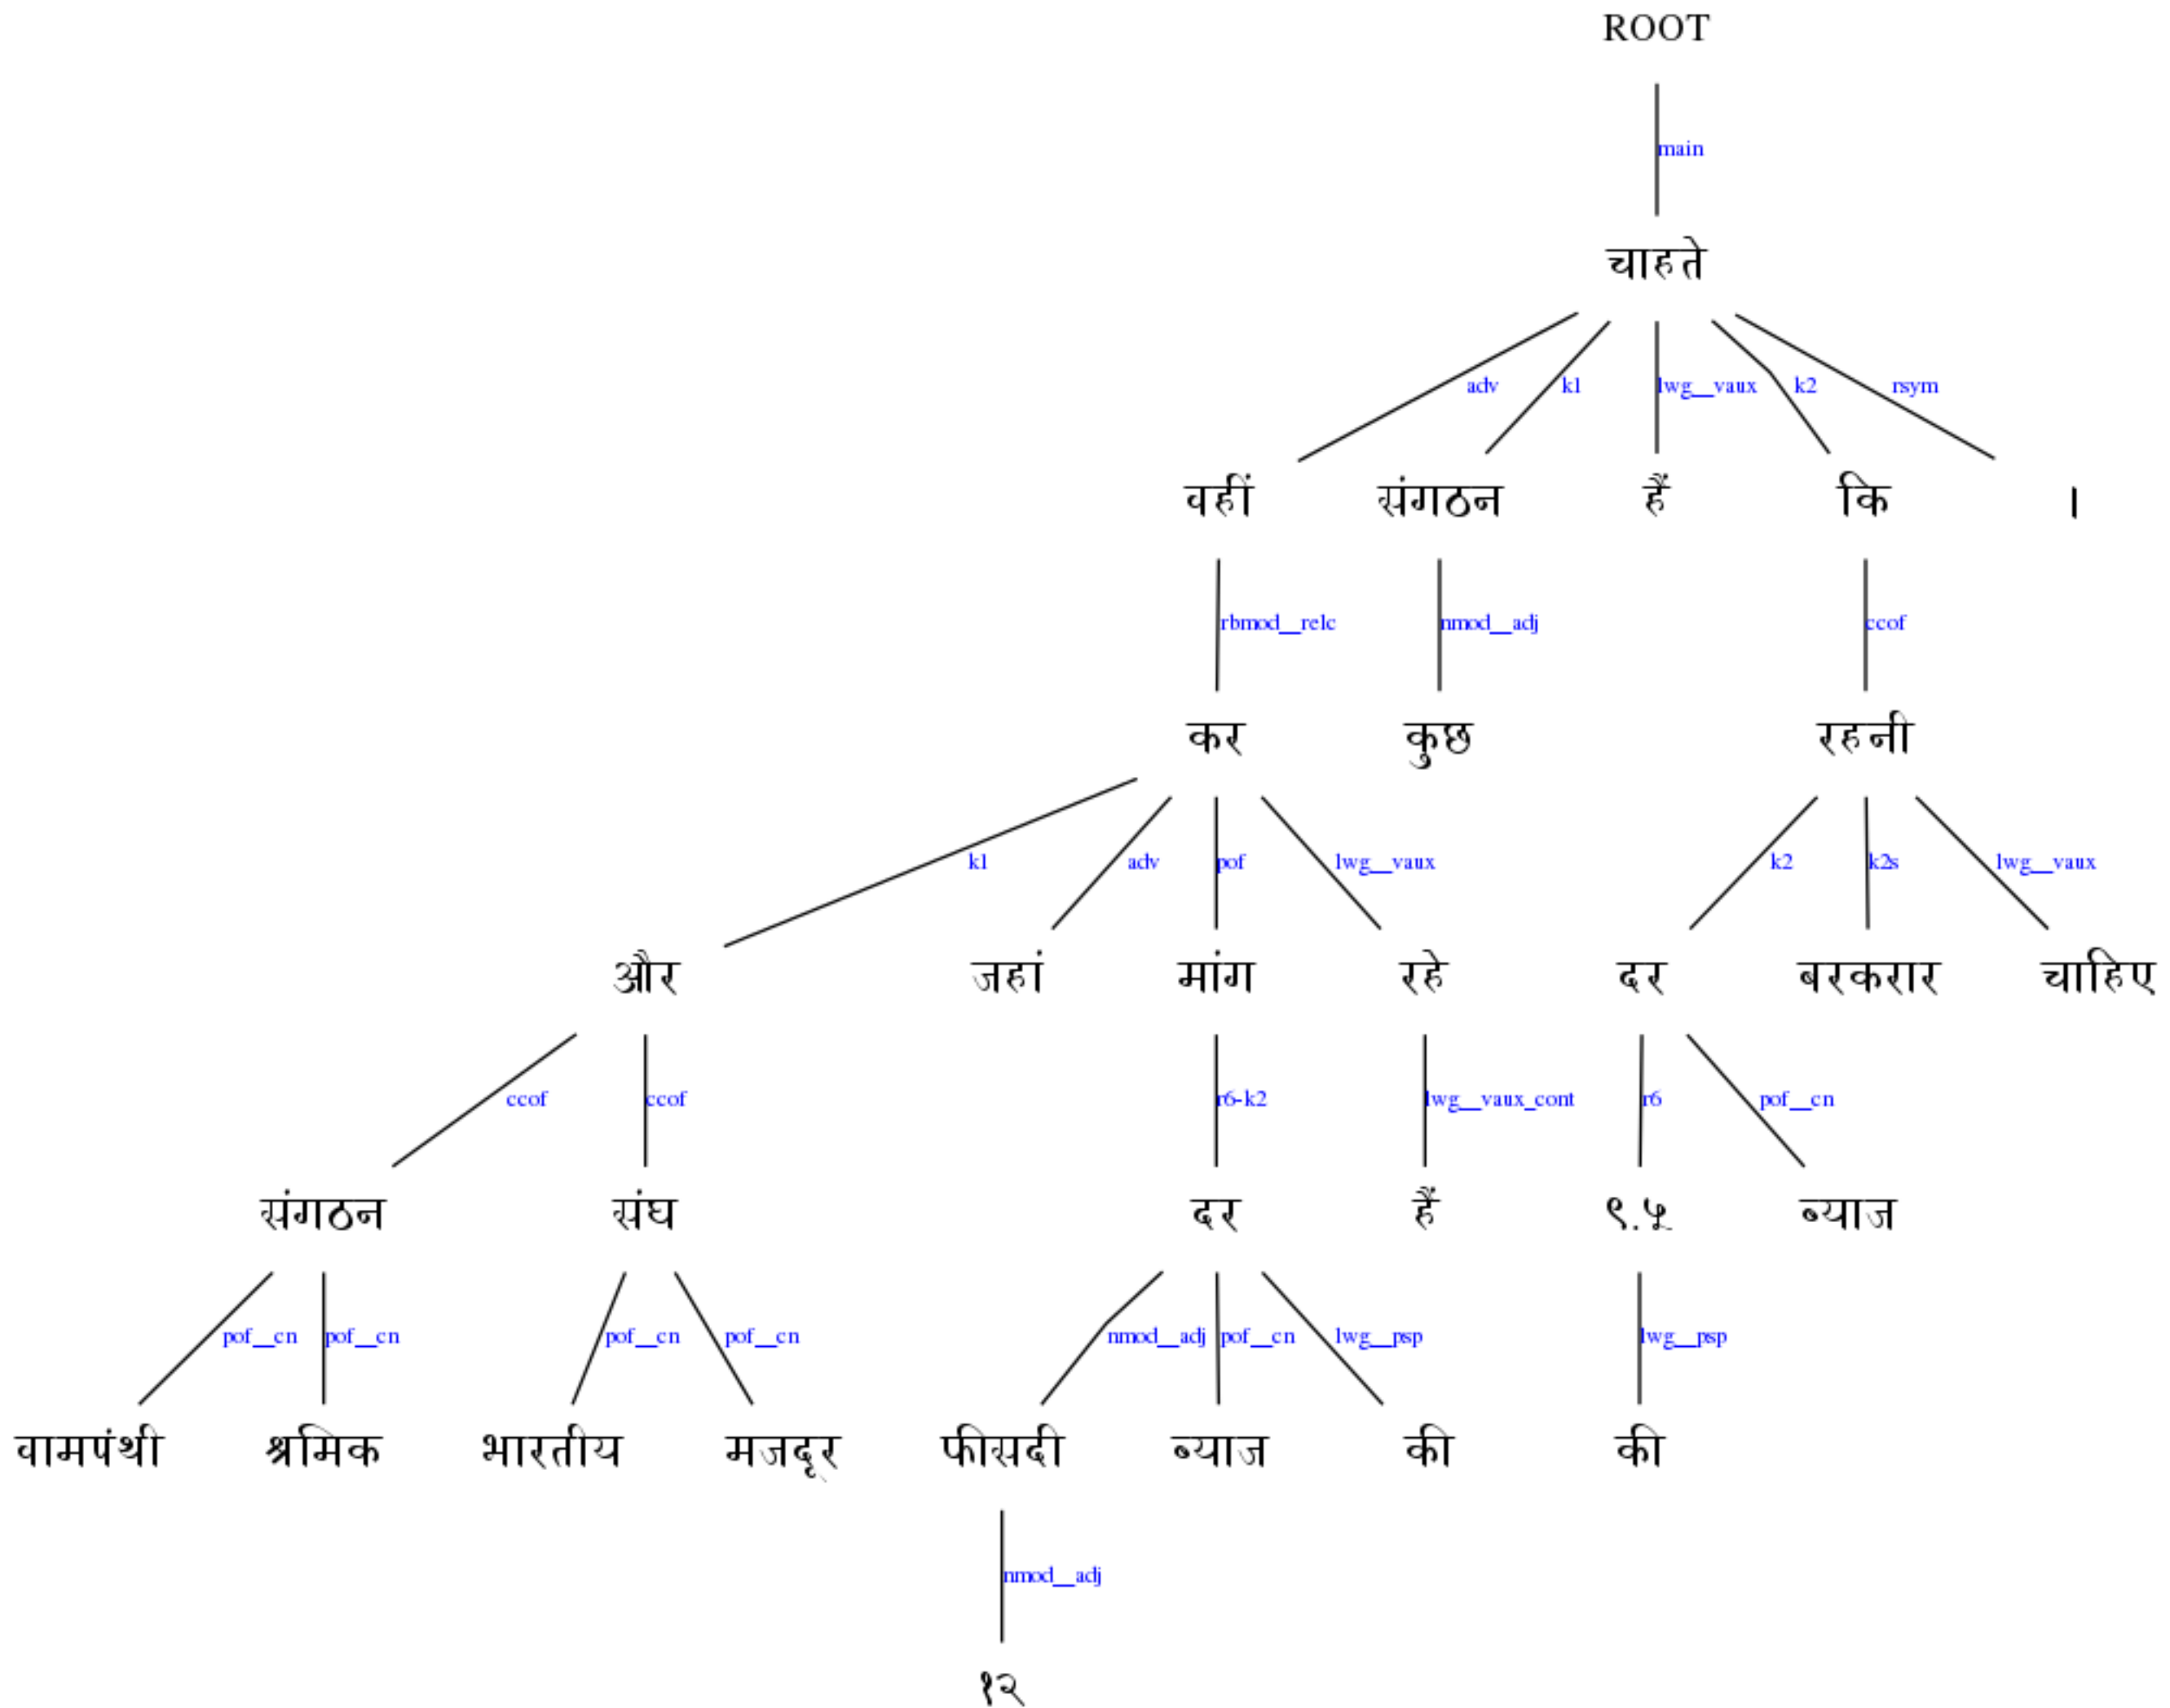 ROOT
main
चाहते
adv k1 lwg__vaux k2 rsym
वहीं संगठन हैं कि ।
rbmod__relc nmod__adj ccof
कर कुछ रहनी
k1 adv pof lwg__vaux k2 k2s lwg__vaux
और जहां मांग रहे दर बरकरार चाहिए
ccof ccof r6-k2 lwg__vaux_cont r6 pof__cn
संगठन संघ दर हैं ९.५ ब्याज
pof__cn pof__cn pof__cn pof__cn nmod__adj pof__cn lwg__psp lwg__psp
वामपंथी श्रमिक भारतीय मजदूर फीसदी ब्याज की की
nmod__adj
१२